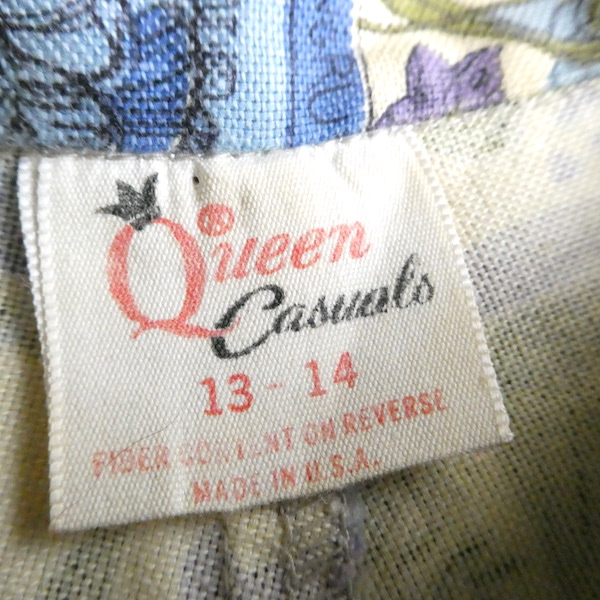 Queen®
Casuals
13 - 14
FIBER CONTENT ON REVERSE
MADE IN U.S.A.